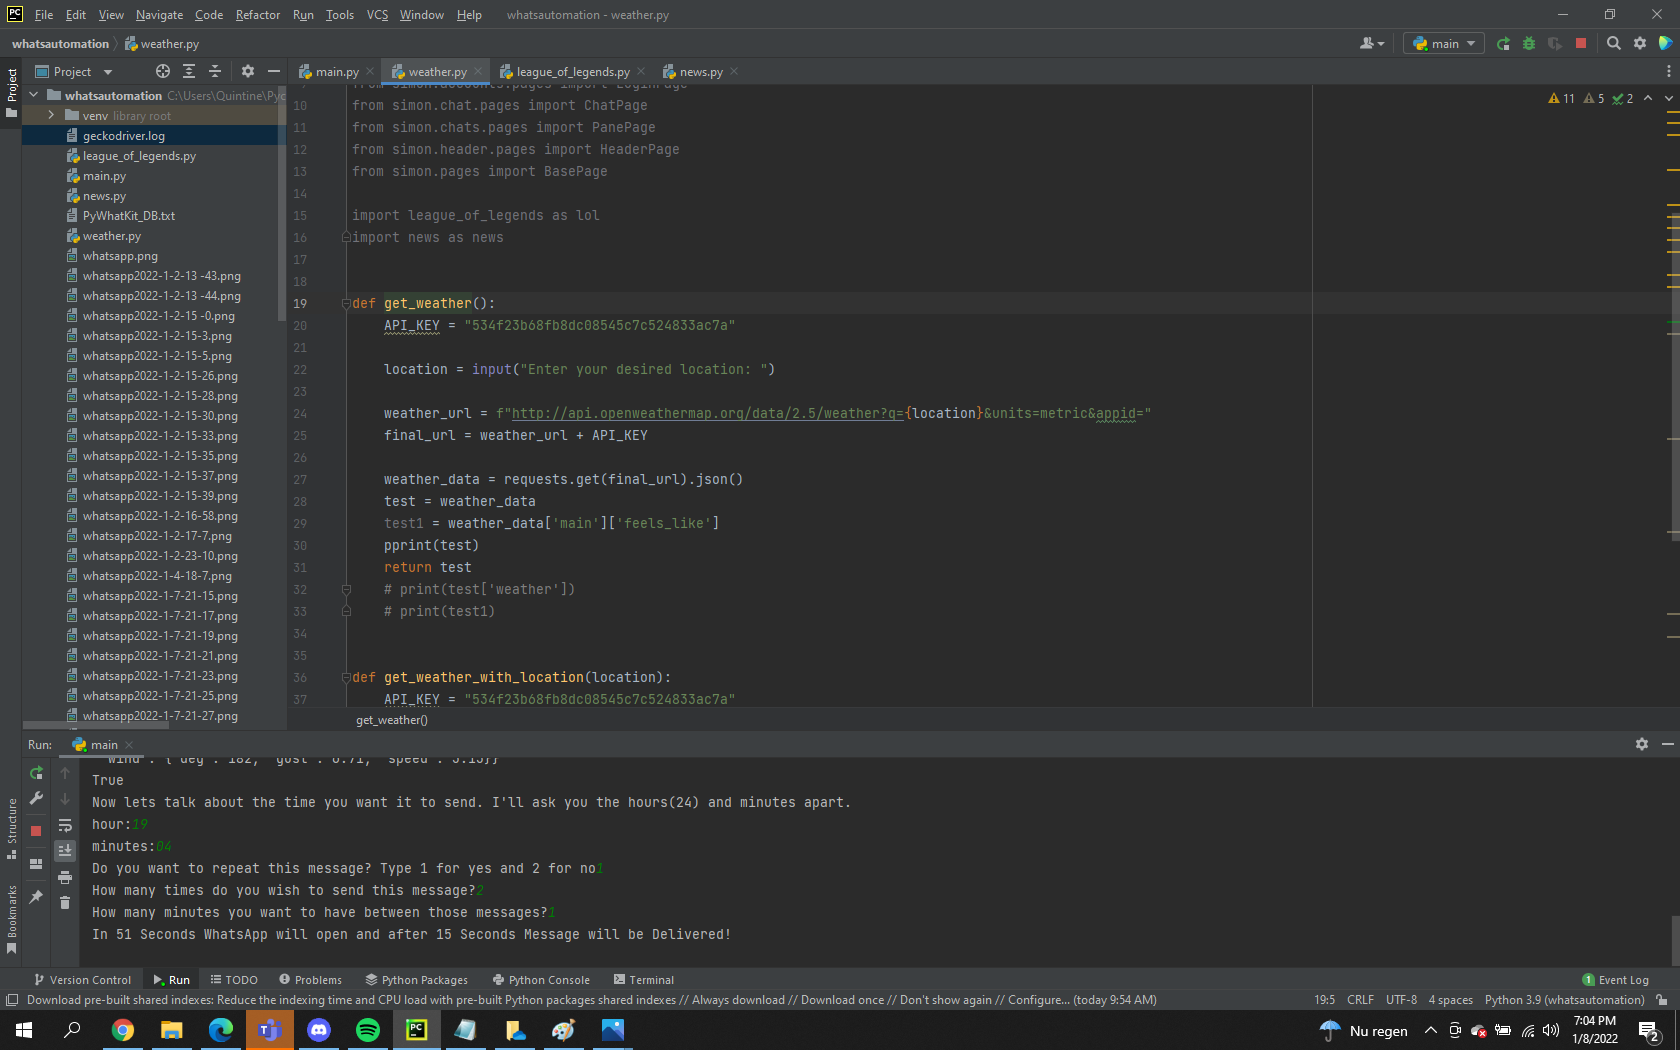 File Edit View Navigate Code Refactor Run Tools VCS Window Help whatsautomation - weather.py
whatsautomation weather.py main
Project
main.py weather.py league_of_legends.py news.py
whatsautomation C:\Users\Quintine\Pyc
venv library root
geckodriver.log
league_of_legends.py
main.py
news.py
PyWhatKit_DB.txt
weather.py
whatsapp.png
whatsapp2022-1-2-13 -43.png
whatsapp2022-1-2-13 -44.png
whatsapp2022-1-2-15 -0.png
whatsapp2022-1-2-15-3.png
whatsapp2022-1-2-15-5.png
whatsapp2022-1-2-15-26.png
whatsapp2022-1-2-15-28.png
whatsapp2022-1-2-15-30.png
whatsapp2022-1-2-15-33.png
whatsapp2022-1-2-15-35.png
whatsapp2022-1-2-15-37.png
whatsapp2022-1-2-15-39.png
whatsapp2022-1-2-16-58.png
whatsapp2022-1-2-17-7.png
whatsapp2022-1-2-23-10.png
whatsapp2022-1-4-18-7.png
whatsapp2022-1-7-21-15.png
whatsapp2022-1-7-21-17.png
whatsapp2022-1-7-21-19.png
whatsapp2022-1-7-21-21.png
whatsapp2022-1-7-21-23.png
whatsapp2022-1-7-21-25.png
whatsapp2022-1-7-21-27.png
Project
Structure
Bookmarks
11 5 2
10 from simon.chat.pages import ChatPage
11 from simon.chats.pages import PanePage
12 from simon.header.pages import HeaderPage
13 from simon.pages import BasePage
14
15 import league_of_legends as lol
16 import news as news
17
18
19 def get_weather():
20 API_KEY = "534f23b68fb8dc08545c7c524833ac7a"
21
22 location = input("Enter your desired location: ")
23
24 weather_url = f"http://api.openweathermap.org/data/2.5/weather?q={location}&units=metric&appid="
25 final_url = weather_url + API_KEY
26
27 weather_data = requests.get(final_url).json()
28 test = weather_data
29 test1 = weather_data['main']['feels_like']
30 pprint(test)
31 return test
32 # print(test['weather'])
33 # print(test1)
34
35
36 def get_weather_with_location(location):
37 API_KEY = "534f23b68fb8dc08545c7c524833ac7a"
get_weather()
Run: main
True
Now lets talk about the time you want it to send. I'll ask you the hours(24) and minutes apart.
hour:19
minutes:04
Do you want to repeat this message? Type 1 for yes and 2 for no1
How many times do you wish to send this message?2
How many minutes you want to have between those messages?1
In 51 Seconds WhatsApp will open and after 15 Seconds Message will be Delivered!
Version Control Run TODO Problems Python Packages Python Console Terminal 1 Event Log
Download pre-built shared indexes: Reduce the indexing time and CPU load with pre-built Python packages shared indexes // Always download // Download once // Don't show again // Configure... (today 9:54 AM) 19:5 CRLF UTF-8 4 spaces Python 3.9 (whatsautomation)
Nu regen
7:04 PM
1/8/2022
2